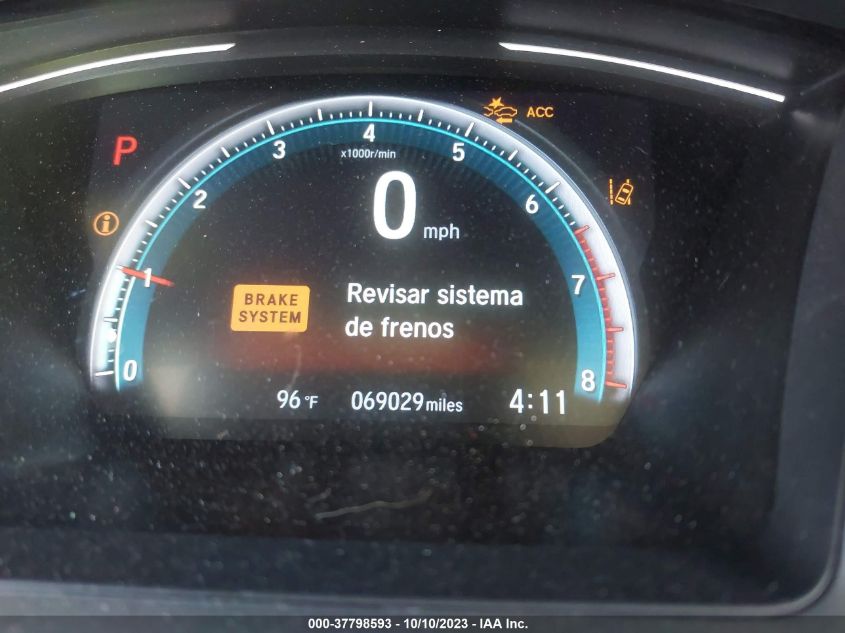 ACC
4
3
5
x1000r/min
P
2
6
0 mph
1
7
BRAKE
SYSTEM
Revisar sistema
de frenos
0
8
96 °F
069029 miles
4:11
000-37798593 - 10/10/2023 - IAA Inc.